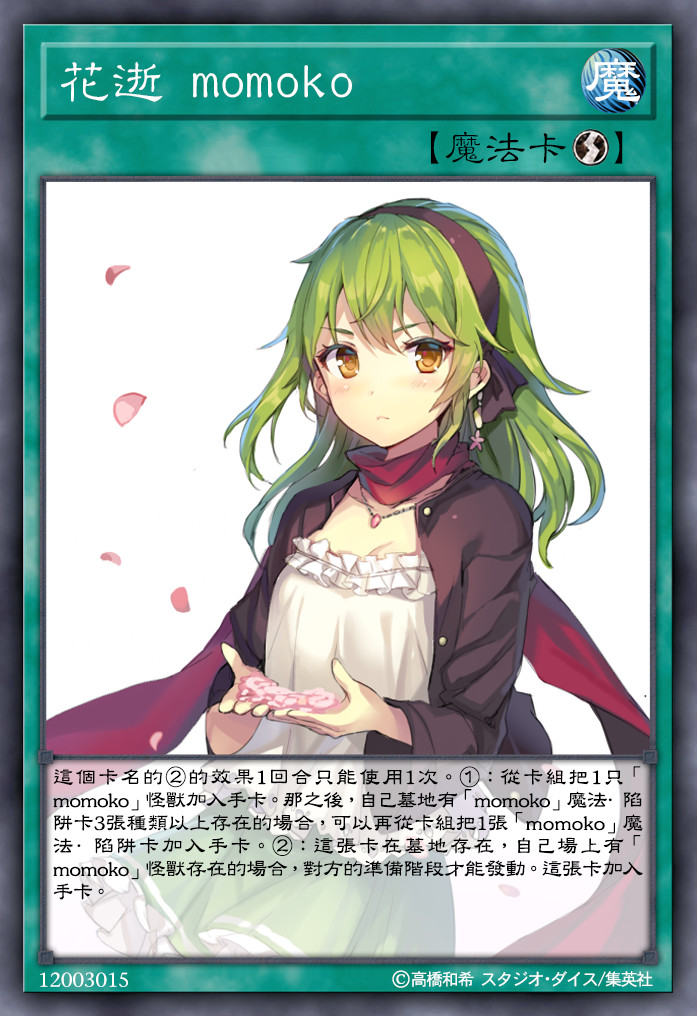 花逝 momoko
魔
【魔法卡】
這個卡名的②的效果1回合只能使用1次。①：從卡組把1只「
momoko」怪獸加入手卡。那之後，自己墓地有「momoko」魔法· 陷
阱卡3張種類以上存在的場合，可以再從卡組把1張「momoko」魔
法· 陷阱卡加入手卡。②：這張卡在墓地存在，自己場上有「
momoko」怪獸存在的場合，對方的準備階段才能發動。這張卡加入
手卡。
12003015
©高橋和希 スタジオ・ダイス/集英社